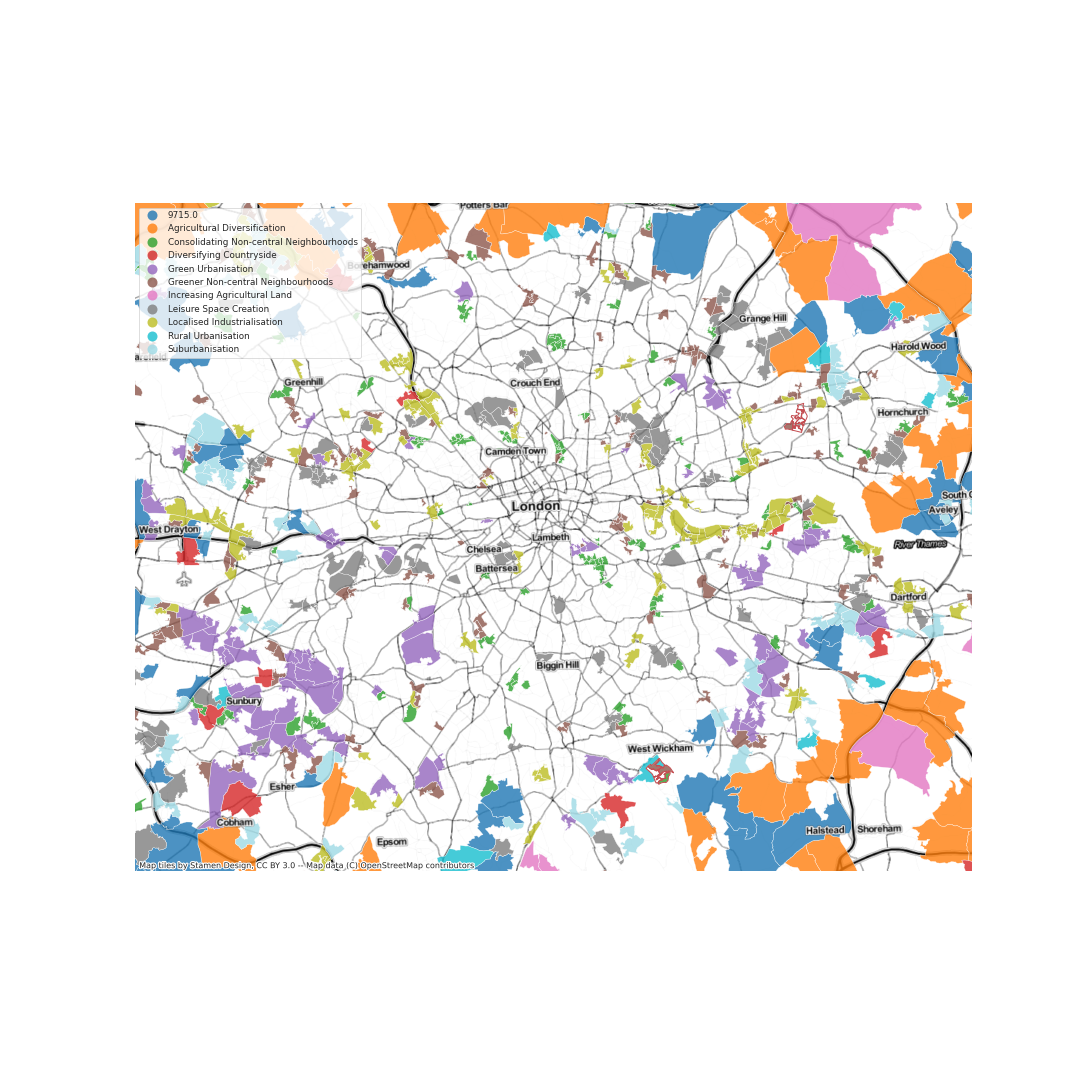 Potters Bar
9715.0
Agricultural Diversification
Consolidating Non-central Neighbourhoods
Diversifying Countryside
Green Urbanisation
Greener Non-central Neighbourhoods
Increasing Agricultural Land
Leisure Space Creation
Localised Industrialisation
Rural Urbanisation
Suburbanisation
Grange Hill
Harold Wood
Greenhill
Crouch End
Hornchurch
Camden Town
South
London
Aveley
West Drayton
Lambeth
River Thames
Chelsea
Battersea
Dartford
Biggin Hill
Sunbury
West Wickham
Esher
Cobham
Halstead
Shoreham
Epsom
Map tiles by Stamen Design, CC BY 3.0 -- Map data (C) OpenStreetMap contributors